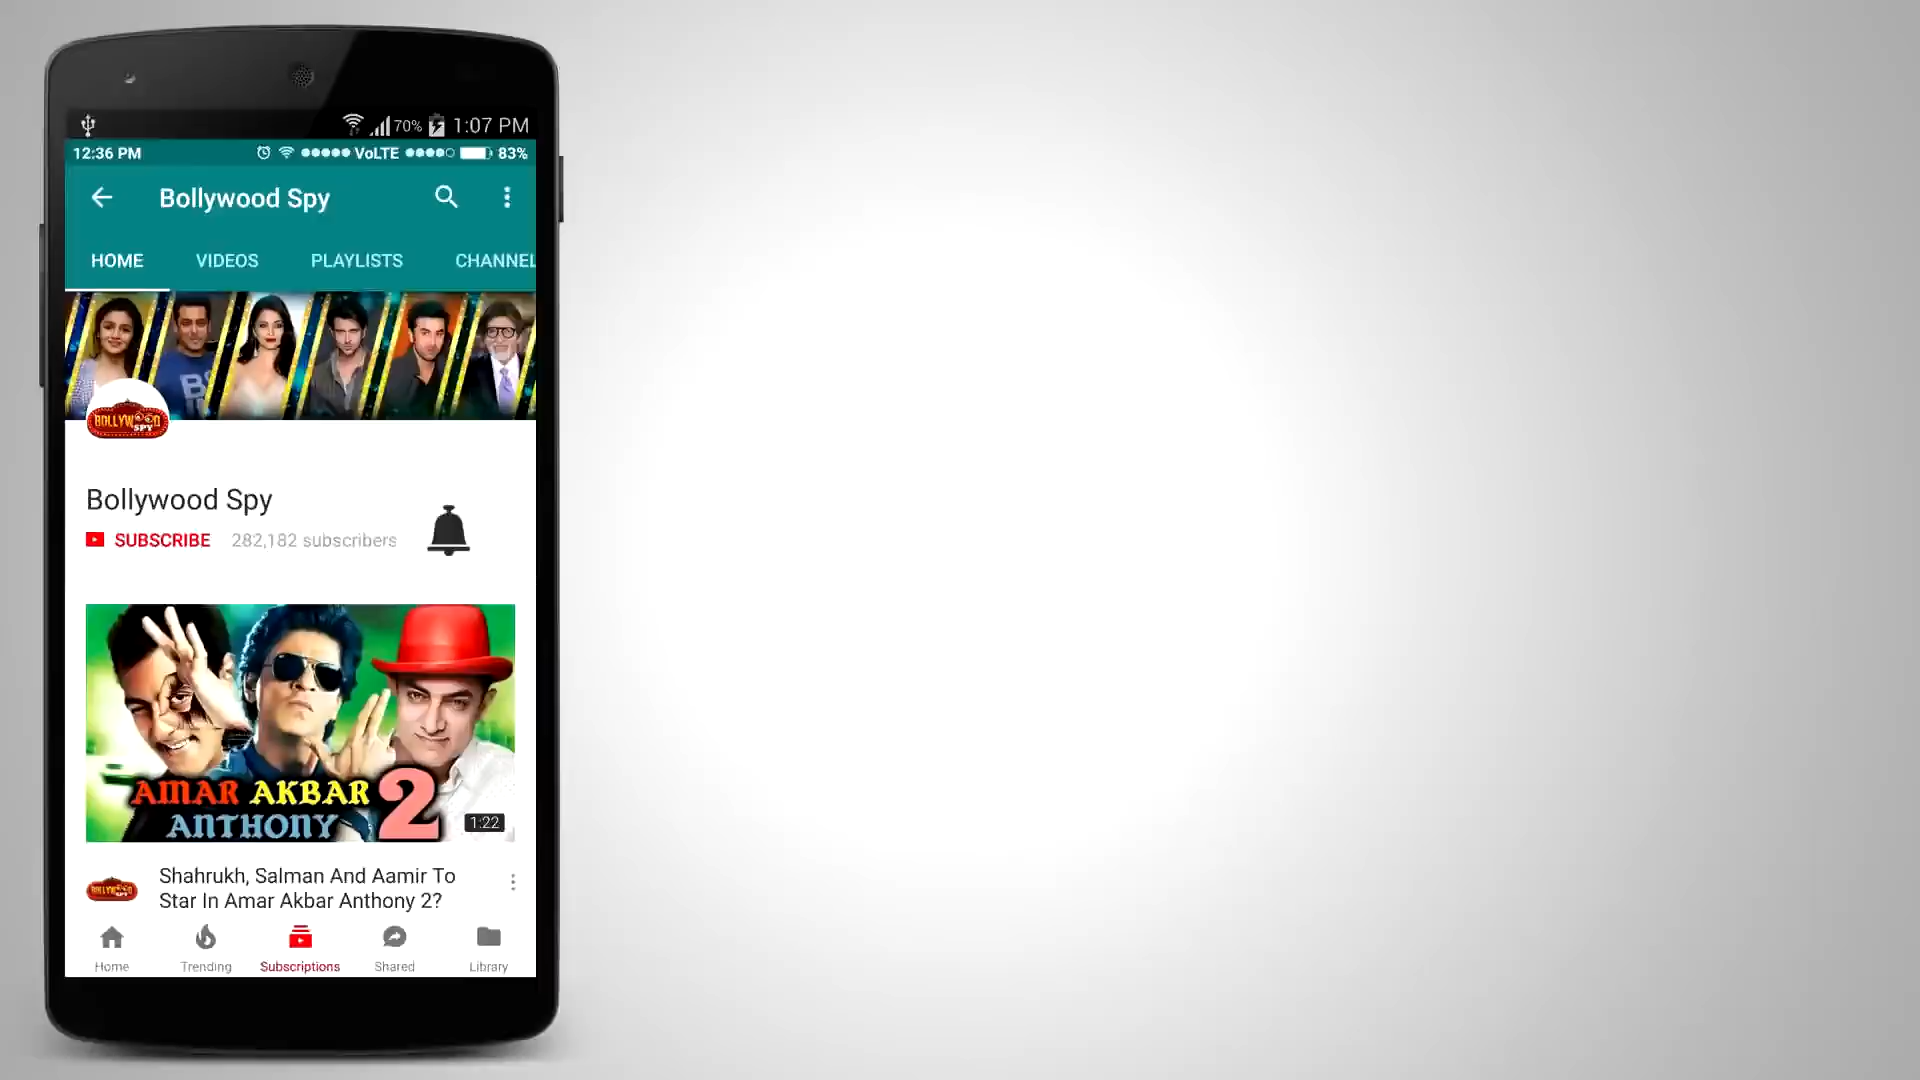 70% 1:07 PM
12:36 PM VoLTE 83%
Bollywood Spy
HOME VIDEOS PLAYLISTS CHANNEL
BOLLYWOOD
SPY
Bollywood Spy
SUBSCRIBE 282,182 subscribers
AMAR AKBAR 2
ANTHONY
1:22
Shahrukh, Salman And Aamir To
Star In Amar Akbar Anthony 2?
Home Trending Subscriptions Shared Library